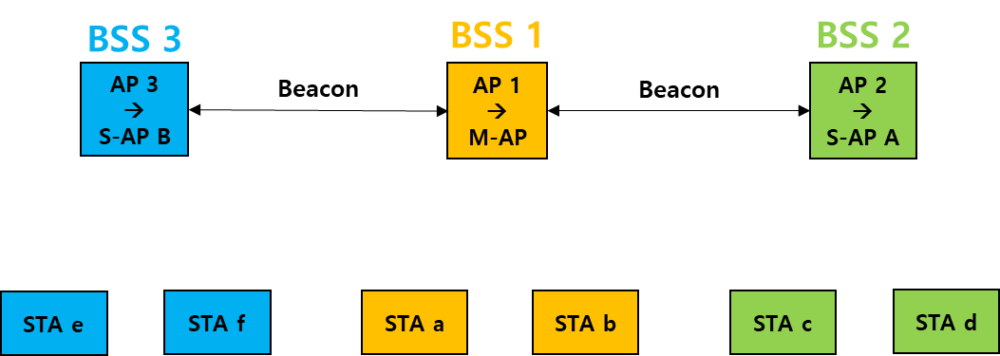 BSS 3
BSS 1
BSS 2
AP 3
→
S-AP B
Beacon
AP 1
→
M-AP
Beacon
AP 2
→
S-AP A
STA e
STA f
STA a
STA b
STA c
STA d